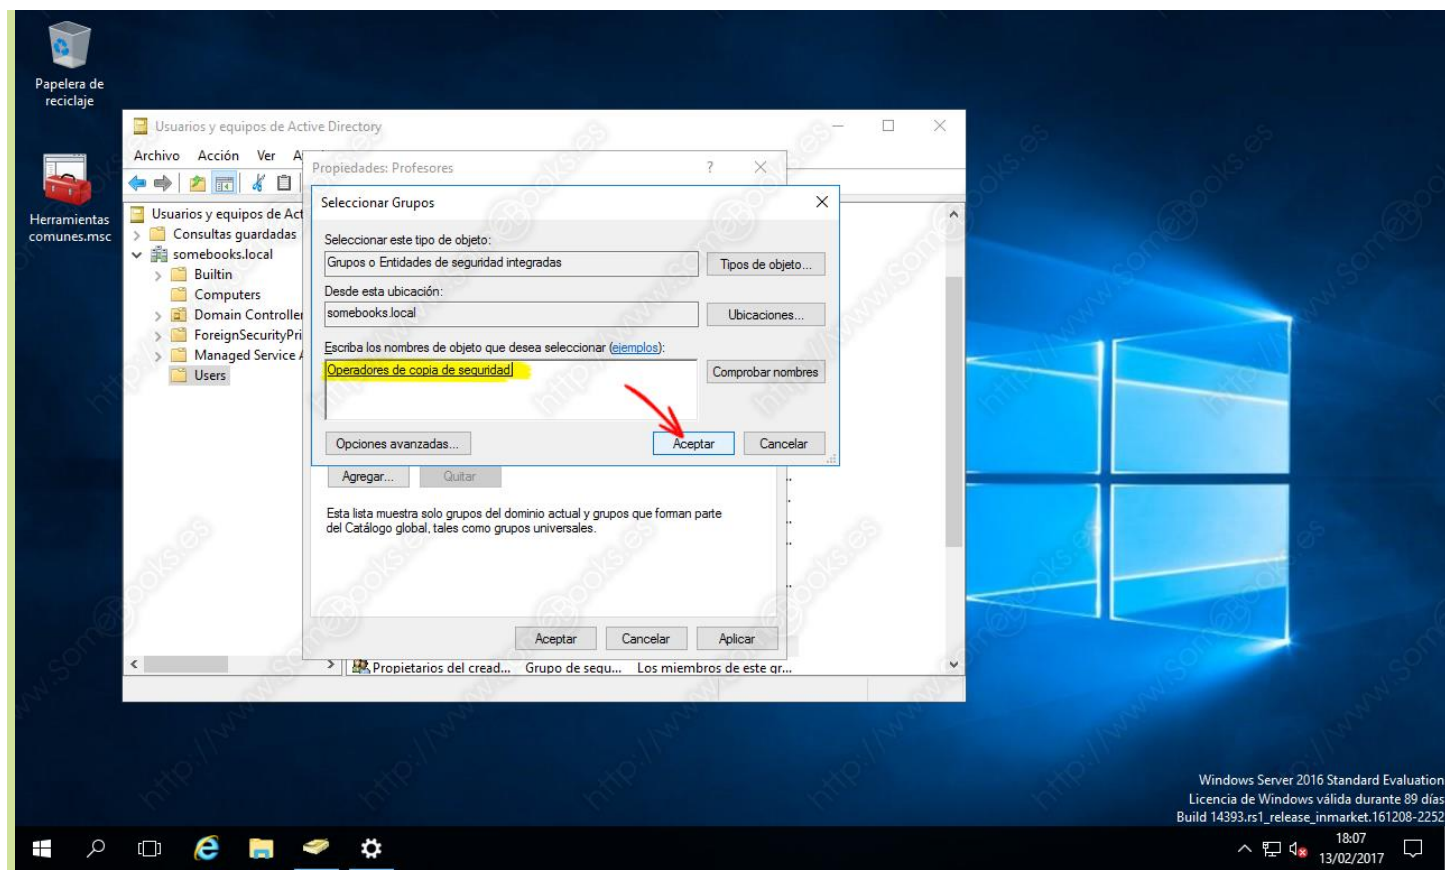 Papelera de
reciclaje
Herramientas
comunes.msc
Usuarios y equipos de Active Directory
Archivo Acción Ver A
Propiedades: Profesores
?
Seleccionar Grupos
Usuarios y equipos de Act
Consultas guardadas
somebooks.local
Builtin
Computers
Domain Controller
ForeignSecurityPri
Managed Service A
Users
Seleccionar este tipo de objeto:
Grupos o Entidades de seguridad integradas
Tipos de objeto...
Desde esta ubicación:
somebooks.local
Ubicaciones...
Escriba los nombres de objeto que desea seleccionar (ejemplos):
Operadores de copia de seguridad
Comprobar nombres
Opciones avanzadas...
Aceptar
Cancelar
Agregar...
Quitar
Esta lista muestra solo grupos del dominio actual y grupos que forman parte
del Catálogo global, tales como grupos universales.
Aceptar
Cancelar
Aplicar
Propietarios del cread... Grupo de segu... Los miembros de este gr...
Windows Server 2016 Standard Evaluation
Licencia de Windows válida durante 89 días
Build 14393.rs1_release_inmarket.161208-2252
18:07
13/02/2017
http://www.SomeBooks.es